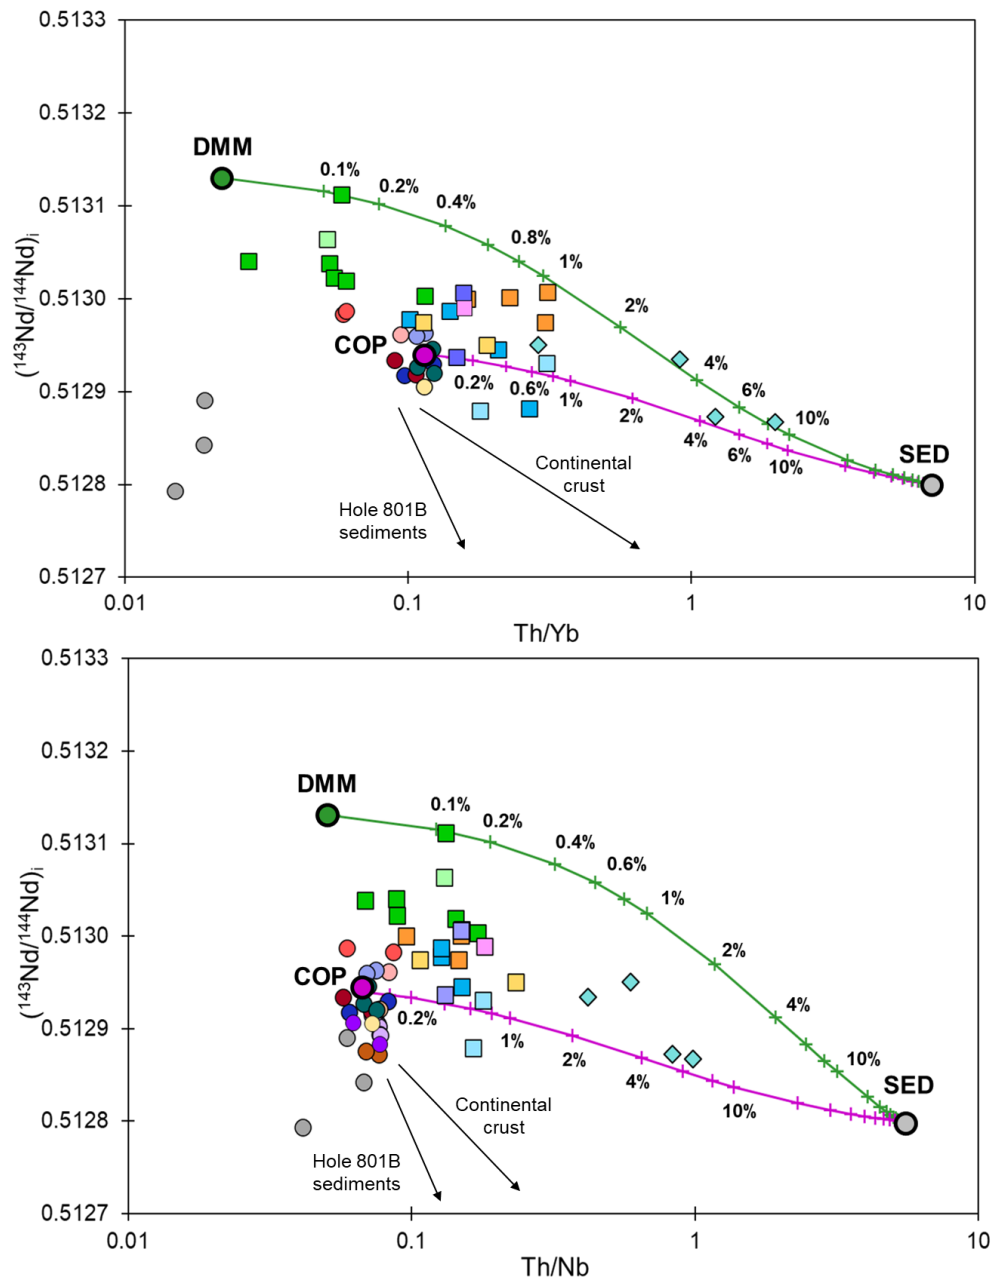 0.5133
0.5132
DMM
0.1%
0.2%
0.4%
0.5131
0.8%
1%
(¹⁴³Nd/¹⁴⁴Nd)ᵢ
0.5130
2%
COP
4%
0.2%
0.6%
1%
6%
0.5129
2%
10%
4%
6%
10%
SED
Continental
crust
0.5128
Hole 801B
sediments
0.5127
0.01
0.1
1
10
Th/Yb
0.5133
0.5132
DMM
0.1%
0.2%
0.5131
0.4%
0.6%
1%
(¹⁴³Nd/¹⁴⁴Nd)ᵢ
0.5130
2%
COP
0.2%
4%
1%
0.5129
2%
10%
4%
SED
10%
Continental
crust
0.5128
Hole 801B
sediments
0.5127
0.01
0.1
1
10
Th/Nb